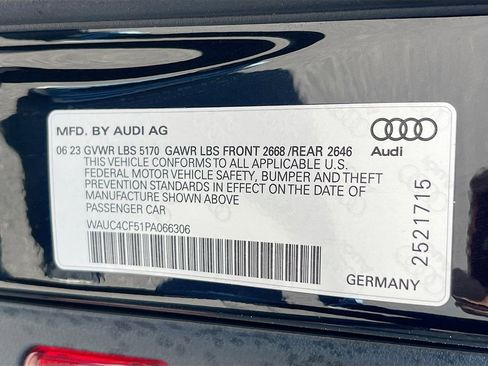 MFD. BY AUDI AG
06 23 GVWR LBS 5170 GAWR LBS FRONT 2668 /REAR 2646
THIS VEHICLE CONFORMS TO ALL APPLICABLE U.S.
FEDERAL MOTOR VEHICLE SAFETY, BUMPER AND THEFT
PREVENTION STANDARDS IN EFFECT ON THE DATE OF
MANUFACTURE SHOWN ABOVE
PASSENGER CAR
WAUC4CF51PA066306
Audi
2521715
GERMANY